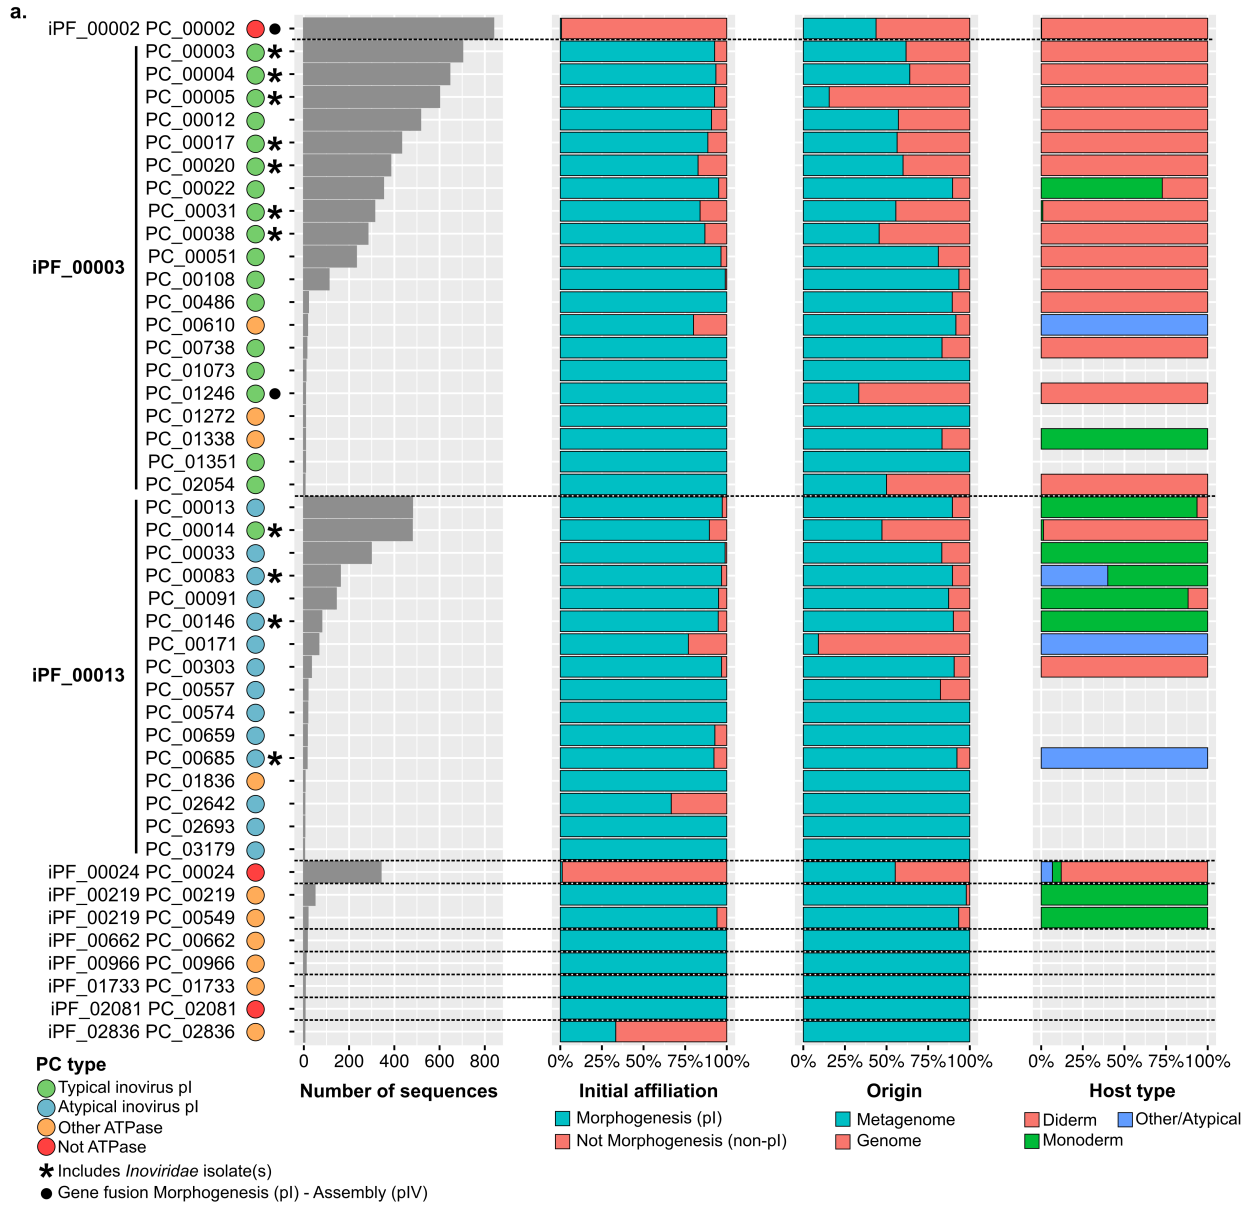 a.
iPF_00002 PC_00002 ●
PC_00003 *
PC_00004 *
PC_00005 *
PC_00012
PC_00017 *
PC_00020 *
PC_00022
PC_00031 *
PC_00038 *
PC_00051
iPF_00003
PC_00108
PC_00486
PC_00610
PC_00738
PC_01073
PC_01246 ●
PC_01272
PC_01338
PC_01351
PC_02054
PC_00013
PC_00014 *
PC_00033
PC_00083 *
PC_00091
PC_00146 *
PC_00171
PC_00303
iPF_00013
PC_00557
PC_00574
PC_00659
PC_00685 *
PC_01836
PC_02642
PC_02693
PC_03179
iPF_00024 PC_00024
iPF_00219 PC_00219
iPF_00219 PC_00549
iPF_00662 PC_00662
iPF_00966 PC_00966
iPF_01733 PC_01733
iPF_02081 PC_02081
iPF_02836 PC_02836
0 200 400 600 800
0% 25% 50% 75% 100%
0% 25% 50% 75% 100%
0% 25% 50% 75% 100%
Number of sequences
Initial affiliation
Origin
Host type
PC type
Typical inovirus pI
Atypical inovirus pI
Other ATPase
Not ATPase
* Includes Inoviridae isolate(s)
● Gene fusion Morphogenesis (pI) - Assembly (pIV)
Morphogenesis (pI)
Not Morphogenesis (non-pI)
Metagenome
Genome
Diderm
Other/Atypical
Monoderm